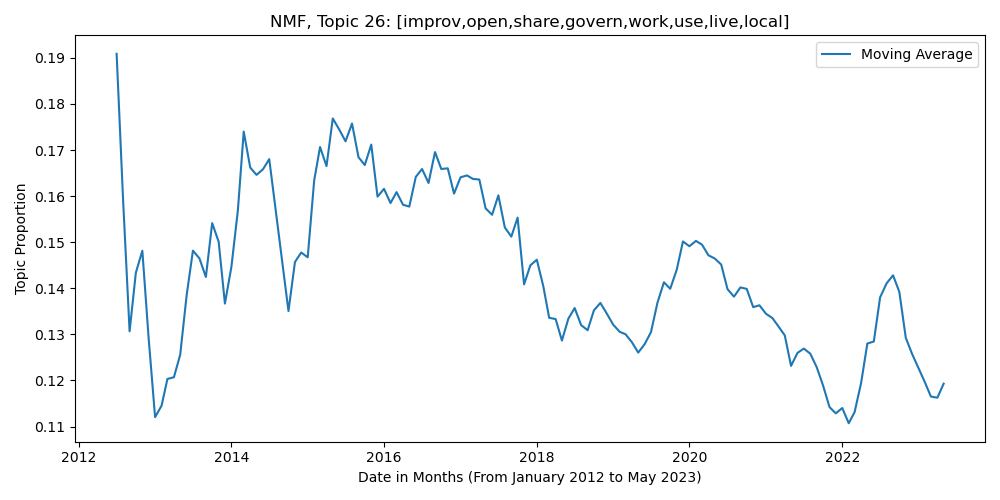 NMF, Topic 26: [improv,open,share,govern,work,use,live,local]
Moving Average
Topic Proportion
0.19
0.18
0.17
0.16
0.15
0.14
0.13
0.12
0.11
2012 2014 2016 2018 2020 2022
Date in Months (From January 2012 to May 2023)